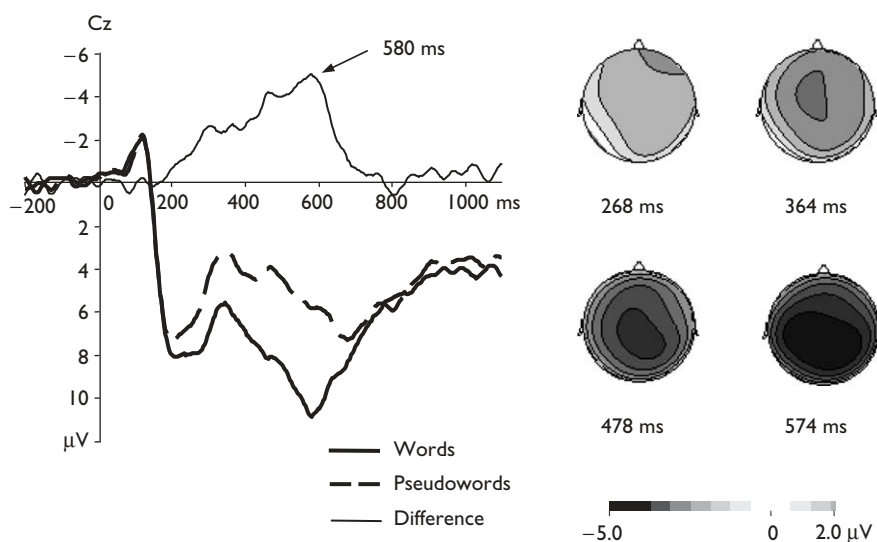 Cz
−6
580 ms
−4
−2
−200 0 200 400 600 800 1000 ms
2
4
6
8
10
μV
Words
Pseudowords
Difference
268 ms 364 ms
478 ms 574 ms
−5.0 0 2.0 μV